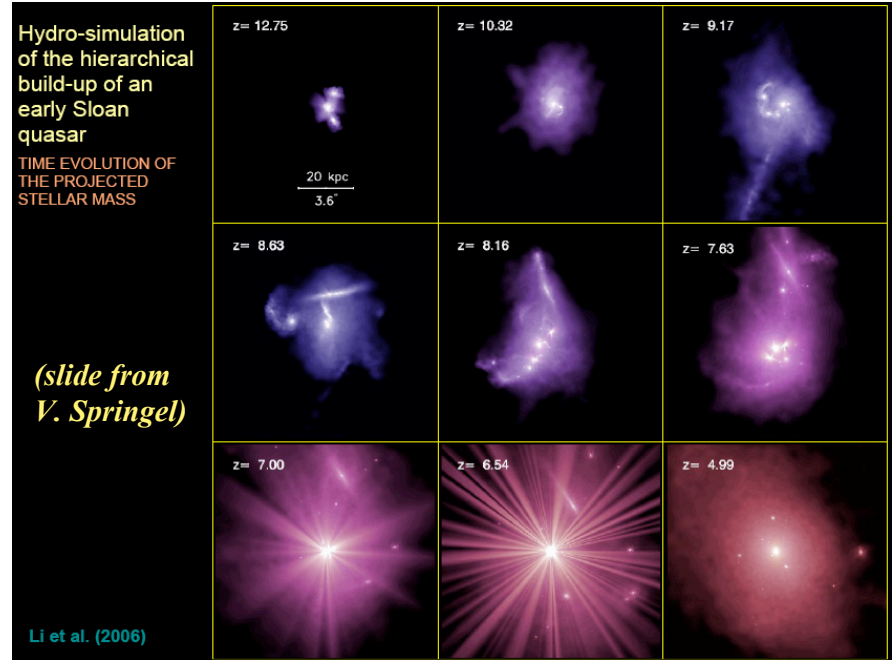 Hydro-simulation
of the hierarchical
build-up of an
early Sloan
quasar
TIME EVOLUTION OF
THE PROJECTED
STELLAR MASS
(slide from
V. Springel)
Li et al. (2006)
z= 12.75
20 kpc
3.6"
z= 10.32
z= 9.17
z= 8.63
z= 8.16
z= 7.63
z= 7.00
z= 6.54
z= 4.99